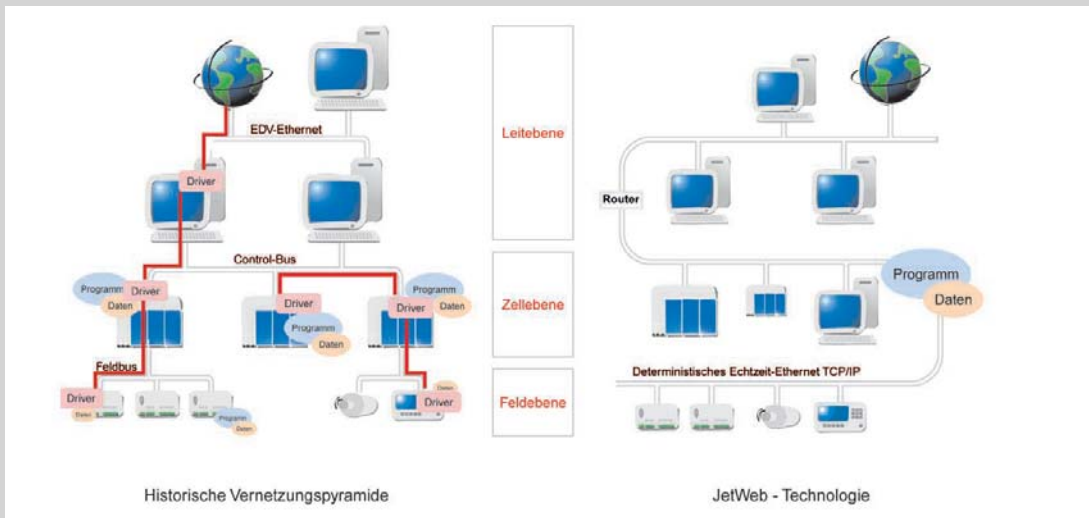 EDV-Ethernet
Driver
Control-Bus
Programm
Driver
Daten
Driver
Programm
Daten
Programm
Driver
Daten
Feldbus
Driver
Daten
Programm
Daten
Daten
Driver
Historische Vernetzungspyramide
Leitebene
Zellebene
Feldebene
Router
Programm
Daten
Deterministisches Echtzeit-Ethernet TCP/IP
JetWeb - Technologie